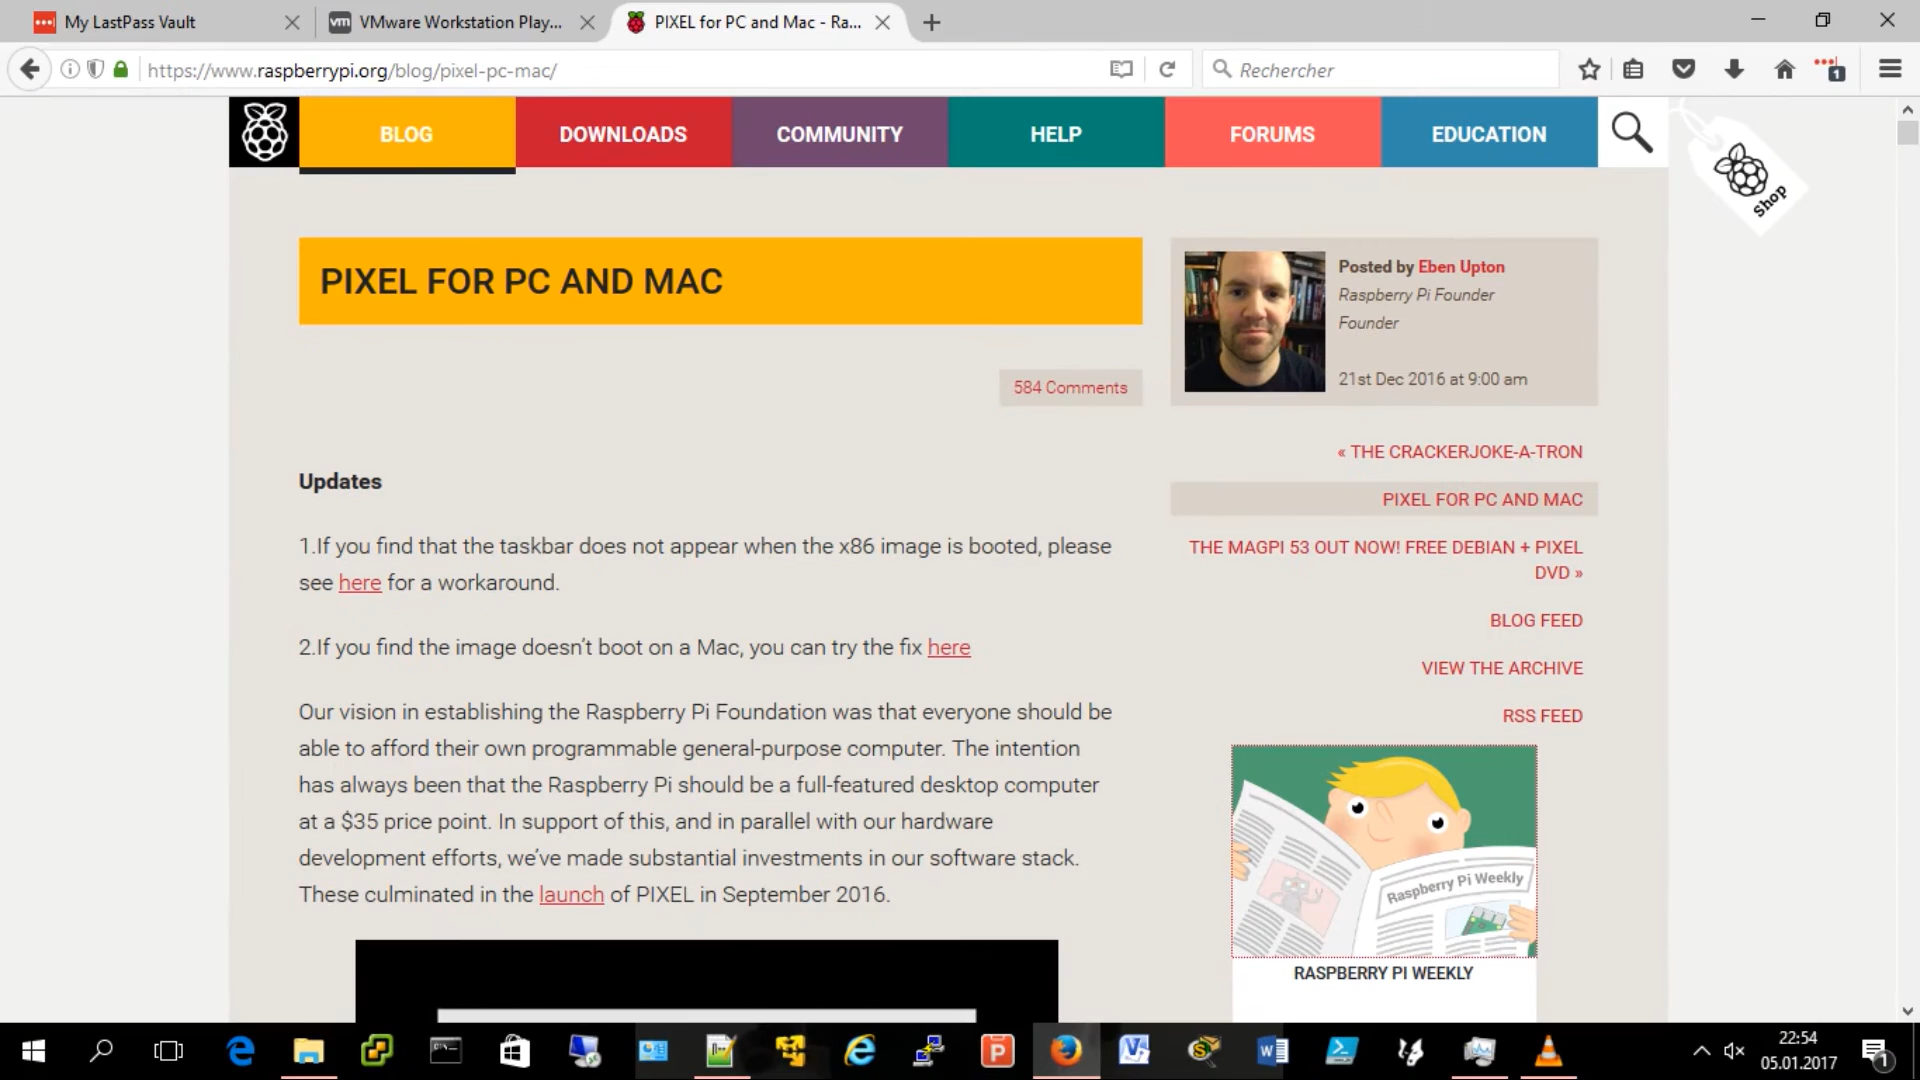 My LastPass Vault
VMware Workstation Play...
PIXEL for PC and Mac - Ra...
https://www.raspberrypi.org/blog/pixel-pc-mac/
Rechercher
1
BLOG
DOWNLOADS
COMMUNITY
HELP
FORUMS
EDUCATION
Shop
PIXEL FOR PC AND MAC
584 Comments
Posted by Eben Upton
Raspberry Pi Founder
Founder
21st Dec 2016 at 9:00 am
Updates
1.If you find that the taskbar does not appear when the x86 image is booted, please
see here for a workaround.
2.If you find the image doesn't boot on a Mac, you can try the fix here
Our vision in establishing the Raspberry Pi Foundation was that everyone should be
able to afford their own programmable general-purpose computer. The intention
has always been that the Raspberry Pi should be a full-featured desktop computer
at a $35 price point. In support of this, and in parallel with our hardware
development efforts, we've made substantial investments in our software stack.
These culminated in the launch of PIXEL in September 2016.
« THE CRACKERJOKE-A-TRON
PIXEL FOR PC AND MAC
THE MAGPI 53 OUT NOW! FREE DEBIAN + PIXEL
DVD »
BLOG FEED
VIEW THE ARCHIVE
RSS FEED
Raspberry Pi Weekly
RASPBERRY PI WEEKLY
22:54
05.01.2017
1